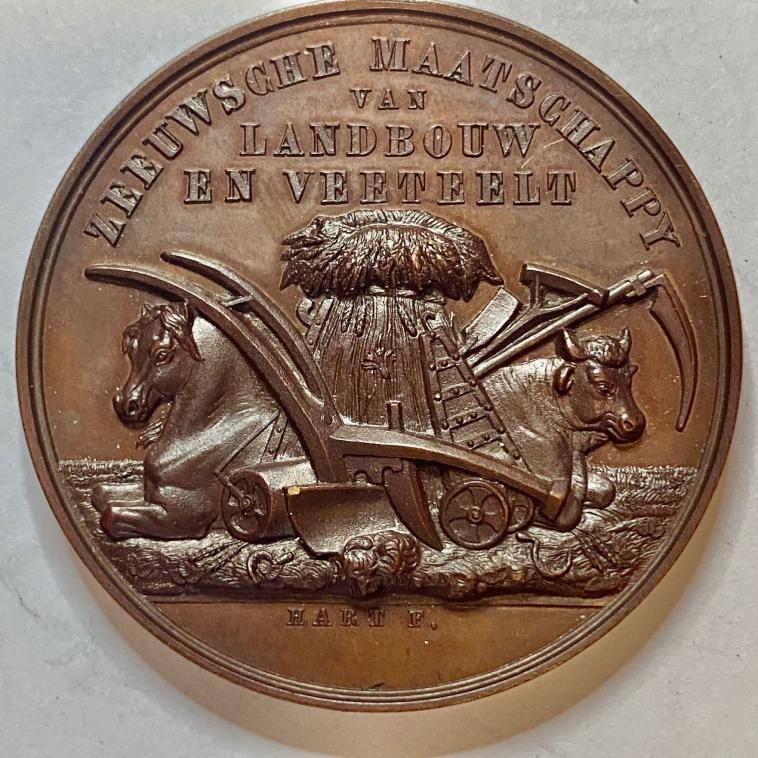 ZEEUWSCHE MAATSCHAPPY
VAN
LANDBOUW
EN VEETEELT
HART F.